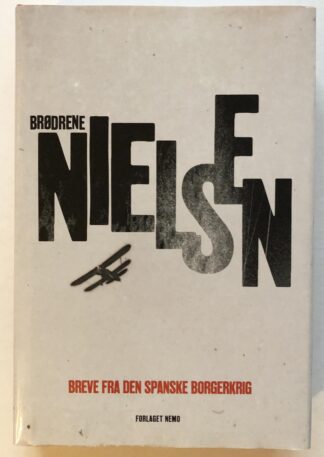 BRØDRENE
NIELSEN
BREVE FRA DEN SPANSKE BORGERKRIG
FORLAGET NEMO